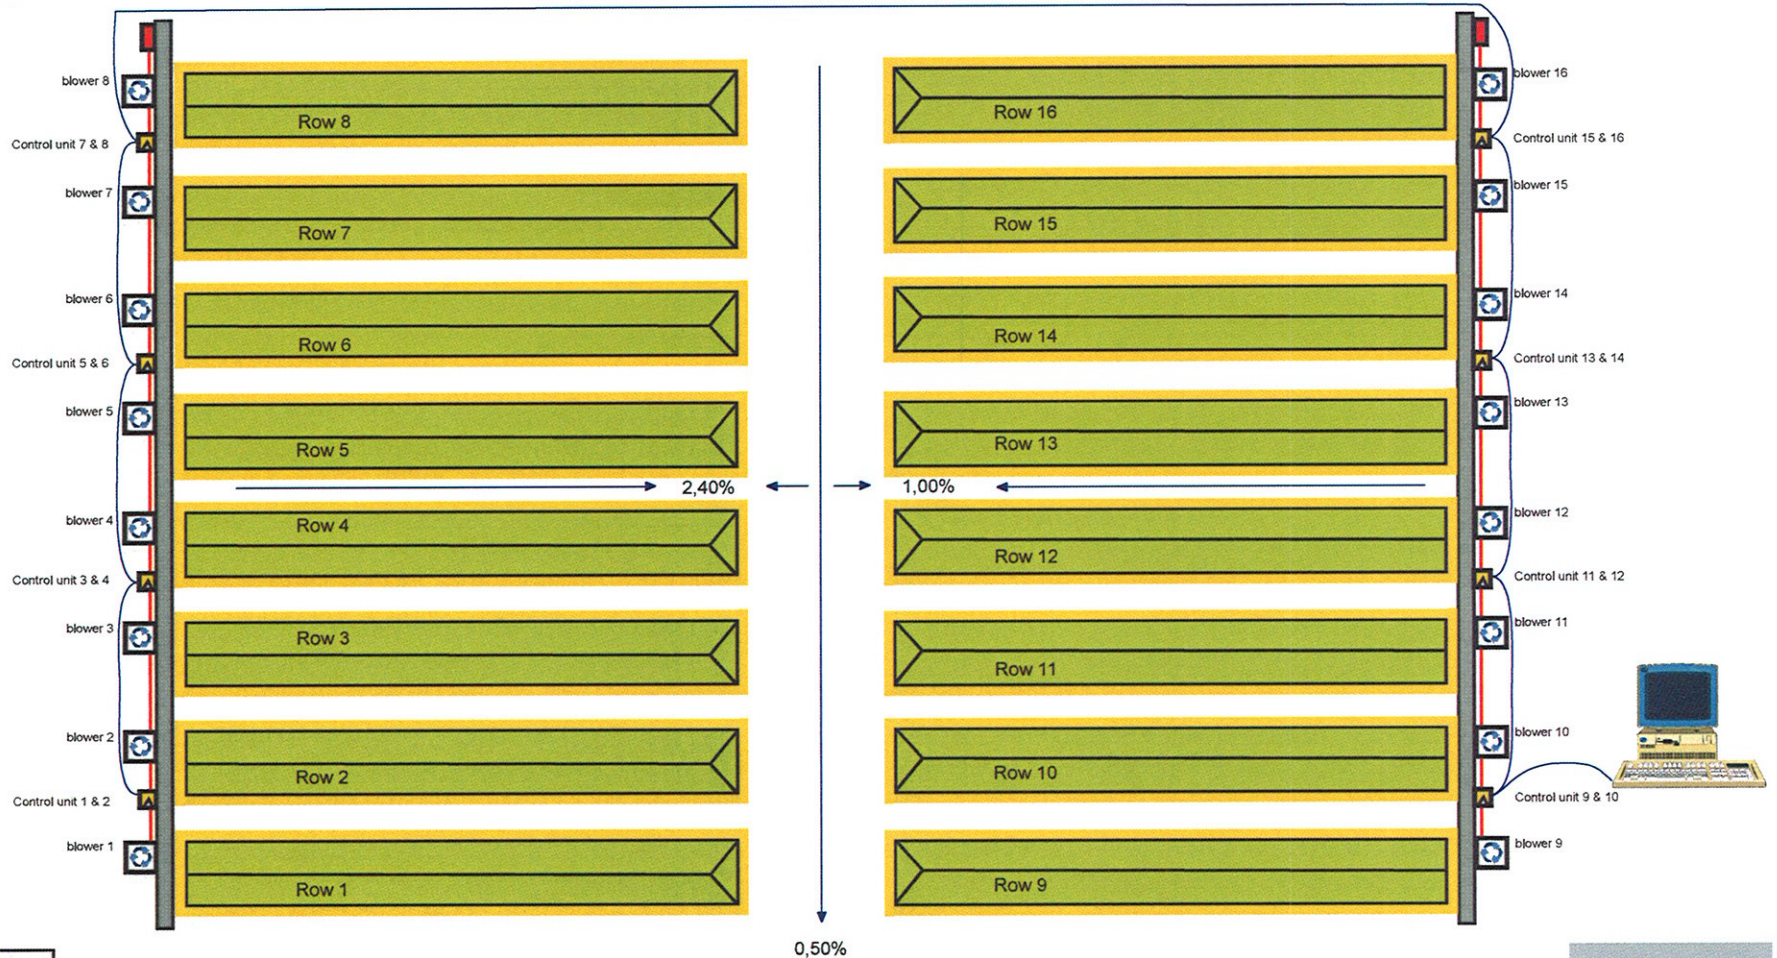 blower 8
Row 8
Control unit 7 & 8
blower 7
Row 7
blower 6
Row 6
Control unit 5 & 6
blower 5
Row 5
2,40%
blower 4
Row 4
Control unit 3 & 4
blower 3
Row 3
blower 2
Row 2
Control unit 1 & 2
blower 1
Row 1
0,50%
blower 16
Row 16
Control unit 15 & 16
blower 15
Row 15
blower 14
Row 14
Control unit 13 & 14
blower 13
Row 13
1,00%
blower 12
Row 12
Control unit 11 & 12
blower 11
Row 11
blower 10
Row 10
Control unit 9 & 10
blower 9
Row 9